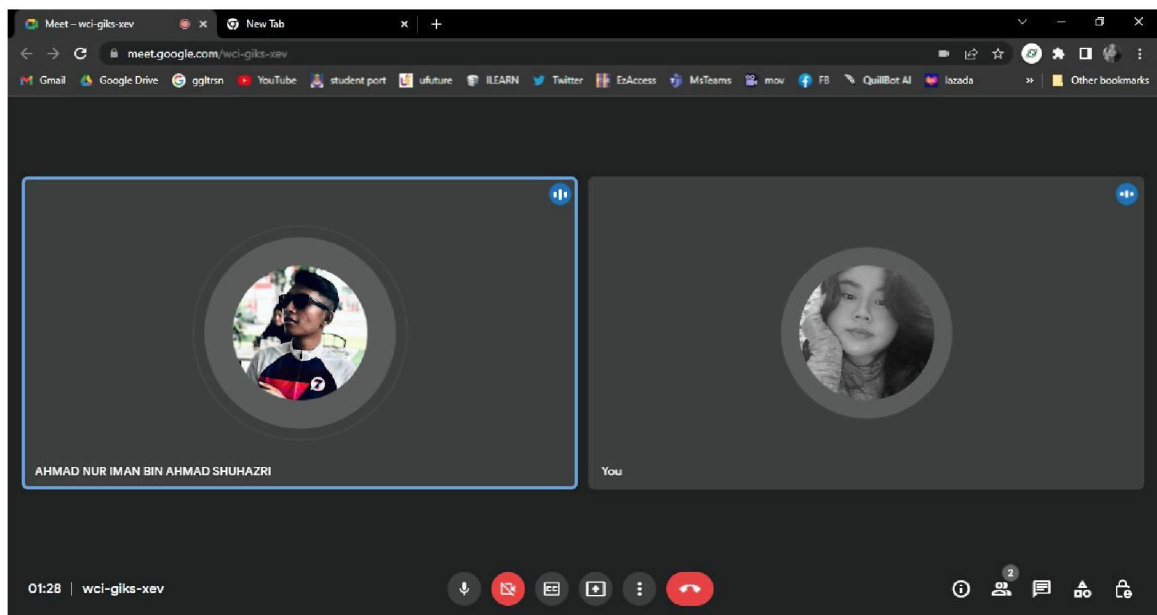 Meet – wci-giks-xev New Tab
meet.google.com/wci-giks-xev
Gmail Google Drive ggltrsn YouTube student port ufuture ILEARN Twitter EzAccess MsTeams mov FB QuillBot AI lazada » Other bookmarks
AHMAD NUR IMAN BIN AHMAD SHUHAZRI You
2
01:28 | wci-giks-xev